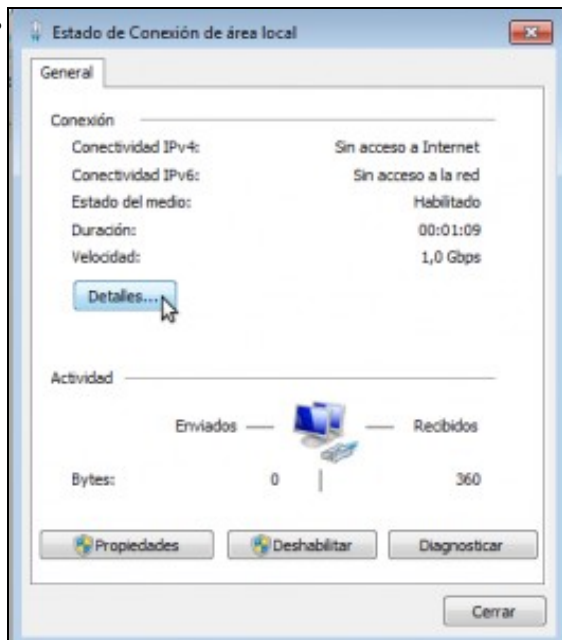 Estado de Conexión de área local
General
Conexión
Conectividad IPv4: Sin acceso a Internet
Conectividad IPv6: Sin acceso a la red
Estado del medio: Habilitado
Duración: 00:01:09
Velocidad: 1,0 Gbps
Detalles...
Actividad
Enviados Recibidos
Bytes: 0 360
Propiedades Deshabilitar Diagnosticar
Cerrar